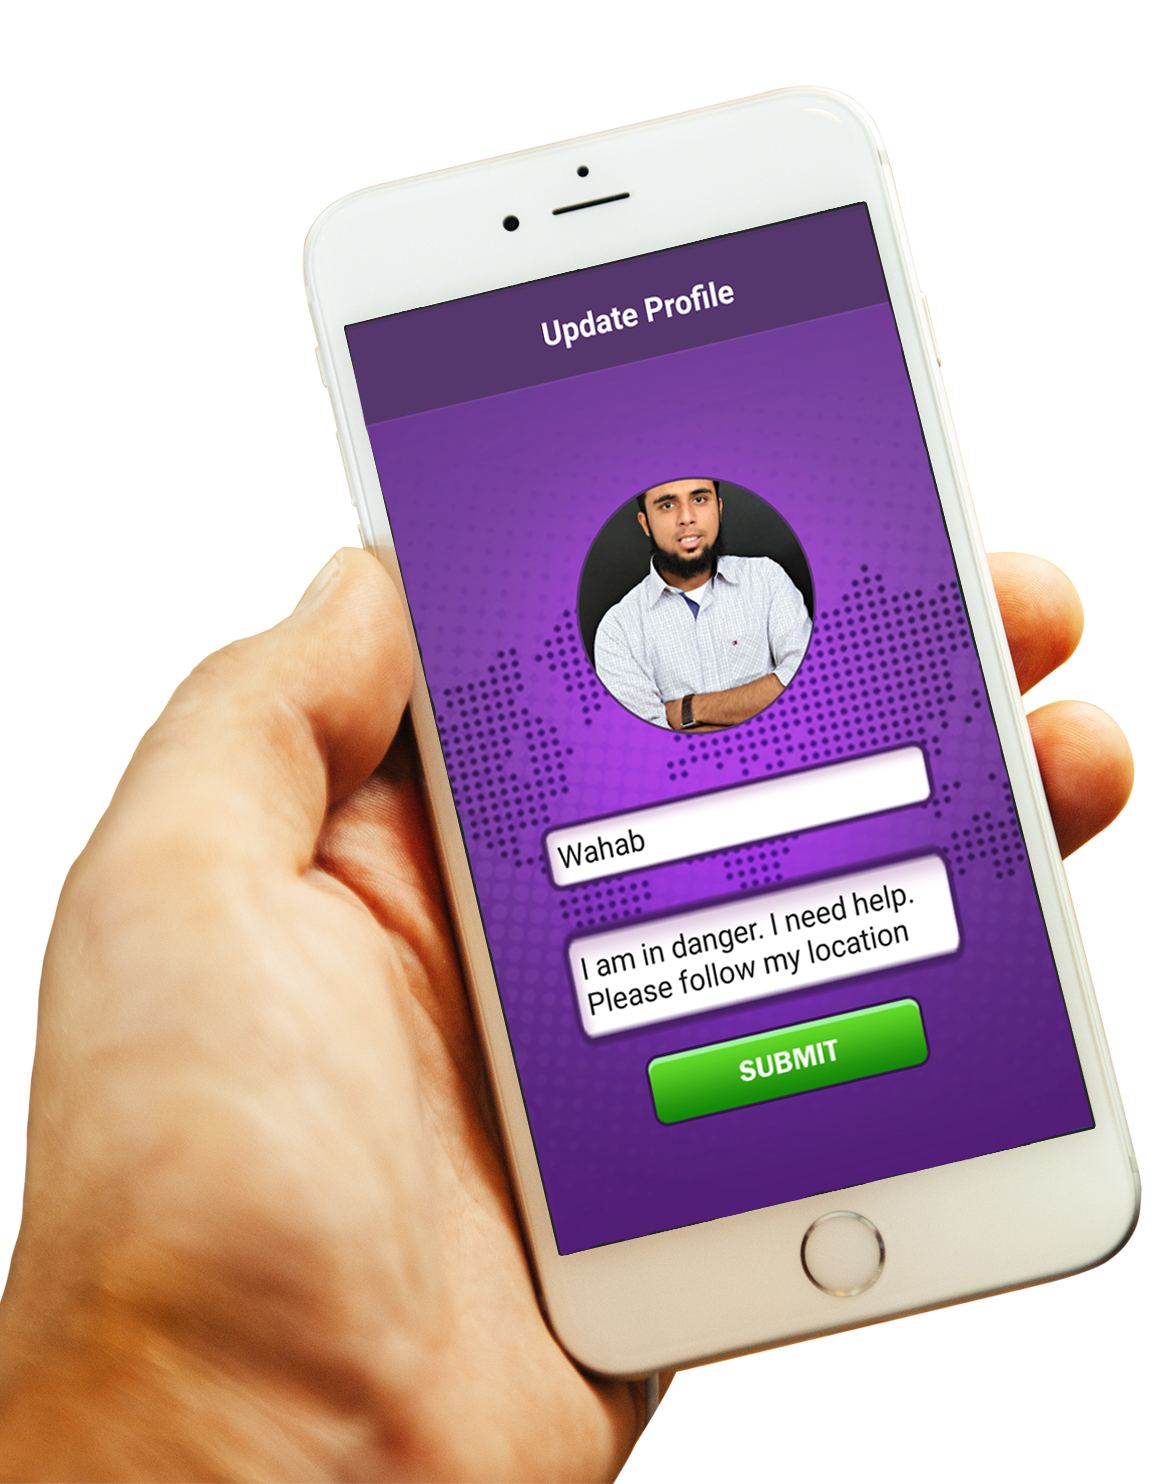 Update Profile
Wahab
I am in danger. I need help.
Please follow my location
SUBMIT